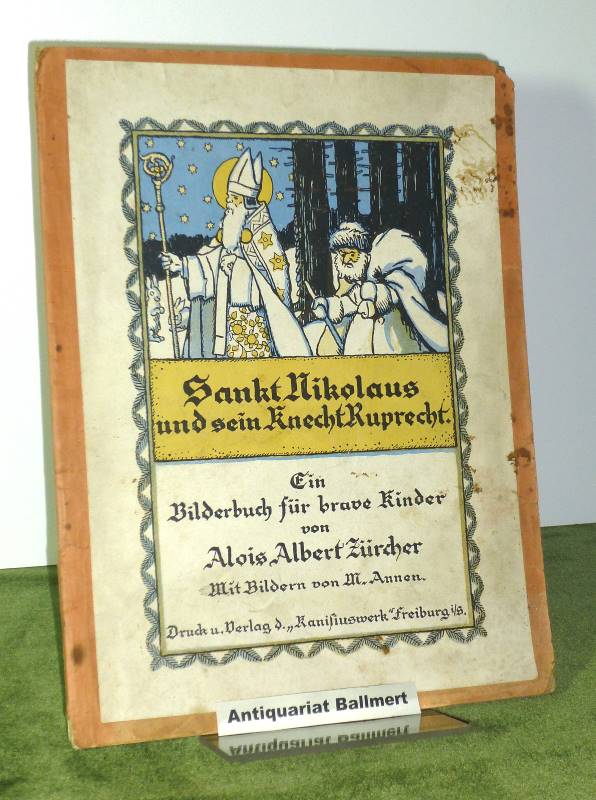 Sankt Nikolaus
und sein Knecht Ruprecht.
Ein
Bilderbuch für brave Kinder
von
Alois Albert Zürcher
Mit Bildern von M. Annen.
Druck u. Verlag d. „Kanisiuswerk“ Freiburg i/s.
Antiquariat Ballmert